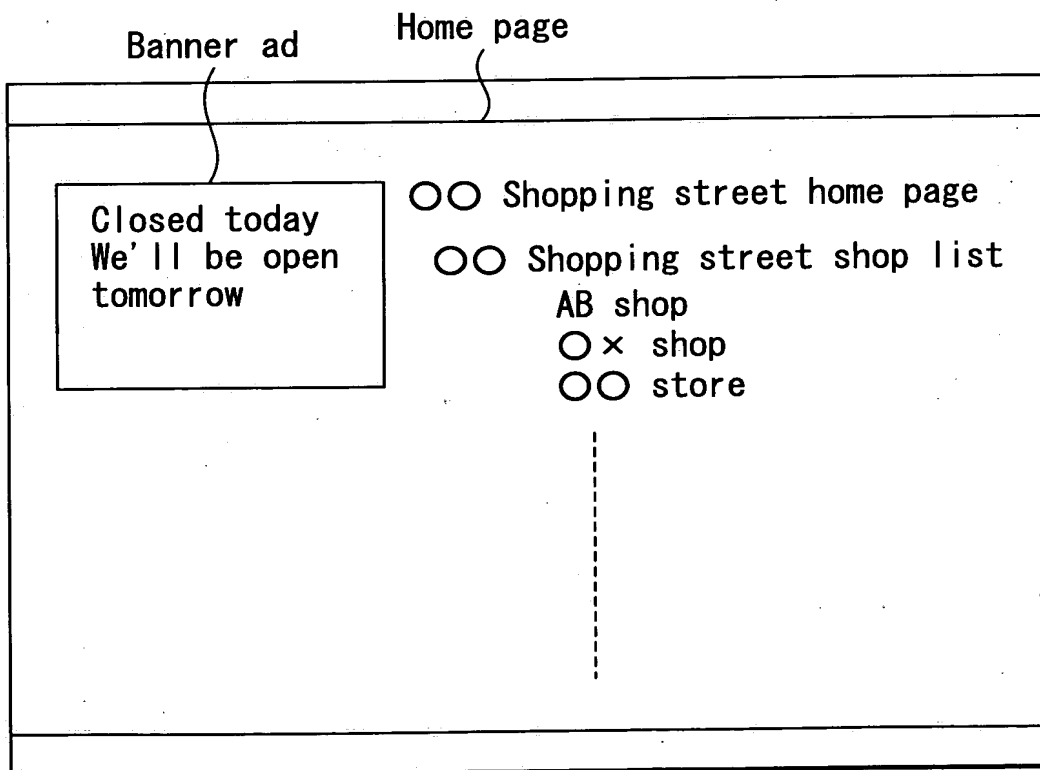 Banner ad
Home page
Closed today
We'll be open
tomorrow
○○ Shopping street home page
○○ Shopping street shop list
AB shop
○× shop
○○ store